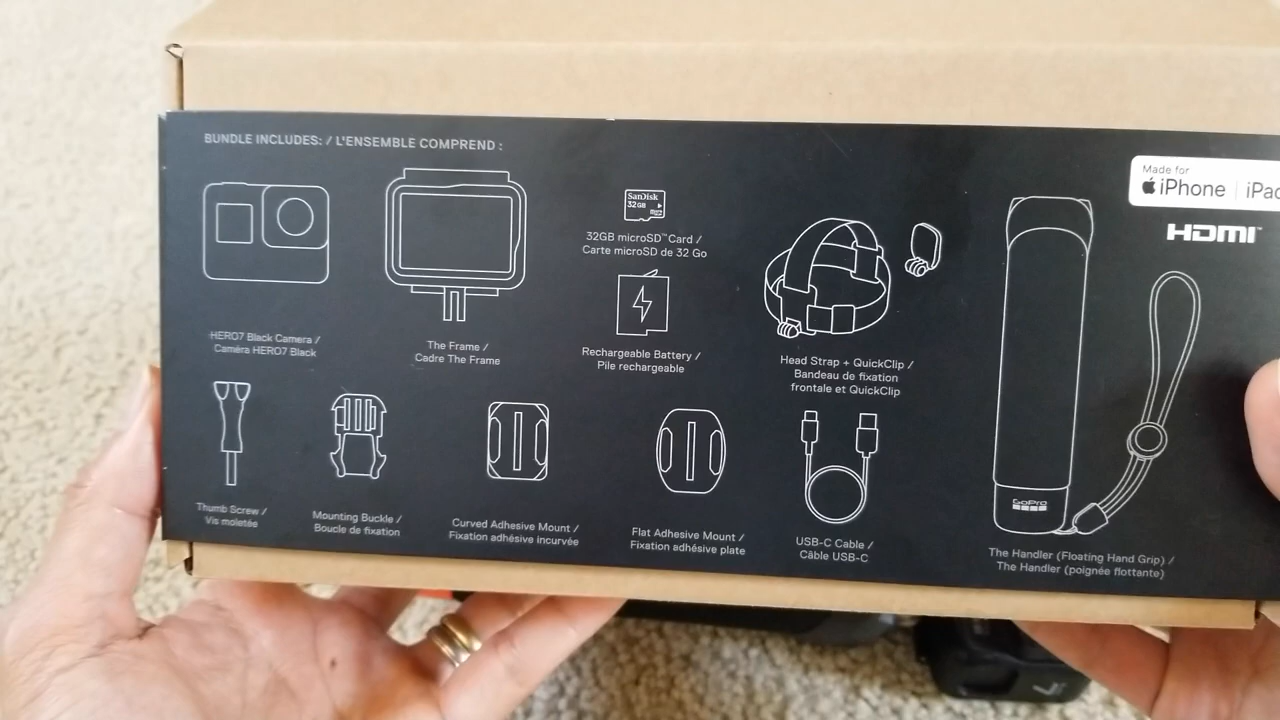 BUNDLE INCLUDES: / L'ENSEMBLE COMPREND :
Made for
iPhone | iPad
HDMI™
SanDisk
32GB
32GB microSD™ Card /
Carte microSD de 32 Go
HERO7 Black Camera /
Caméra HERO7 Black
The Frame /
Cadre The Frame
Rechargeable Battery /
Pile rechargeable
Head Strap + QuickClip /
Bandeau de fixation
frontale et QuickClip
GoPro
Thumb Screw /
Vis moletée
Mounting Buckle /
Boucle de fixation
Curved Adhesive Mount /
Fixation adhésive incurvée
Flat Adhesive Mount /
Fixation adhésive plate
USB-C Cable /
Câble USB-C
The Handler (Floating Hand Grip) /
The Handler (poignée flottante)